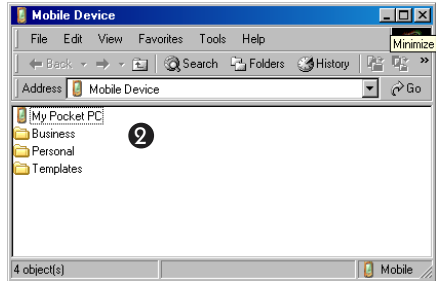 Mobile Device
File Edit View Favorites Tools Help
Minimize
Back Search Folders History »
Address Mobile Device Go
My Pocket PC
2
Business
Personal
Templates
4 object(s) Mobile